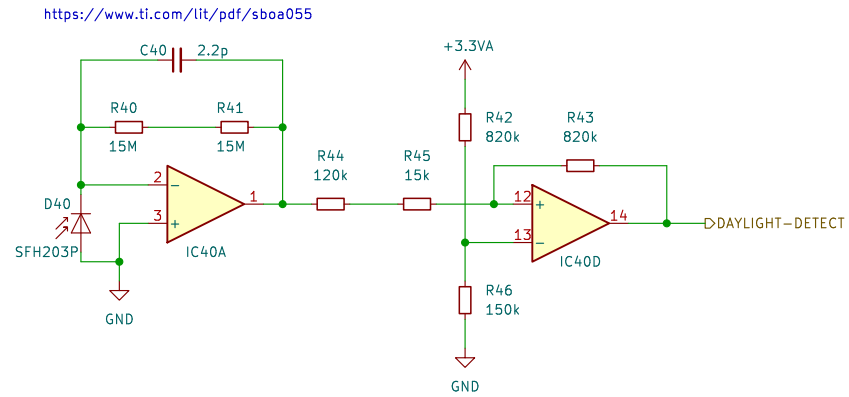 https://www.ti.com/lit/pdf/sboa055
C40 2.2p
+3.3VA
R40 R41
15M 15M
R42
820k
R43
820k
R44
120k
R45
15k
2
−
1
3
+
D40
SFH203P
IC40A
GND
12
+
14
13
−
IC40D
DAYLIGHT-DETECT
R46
150k
GND